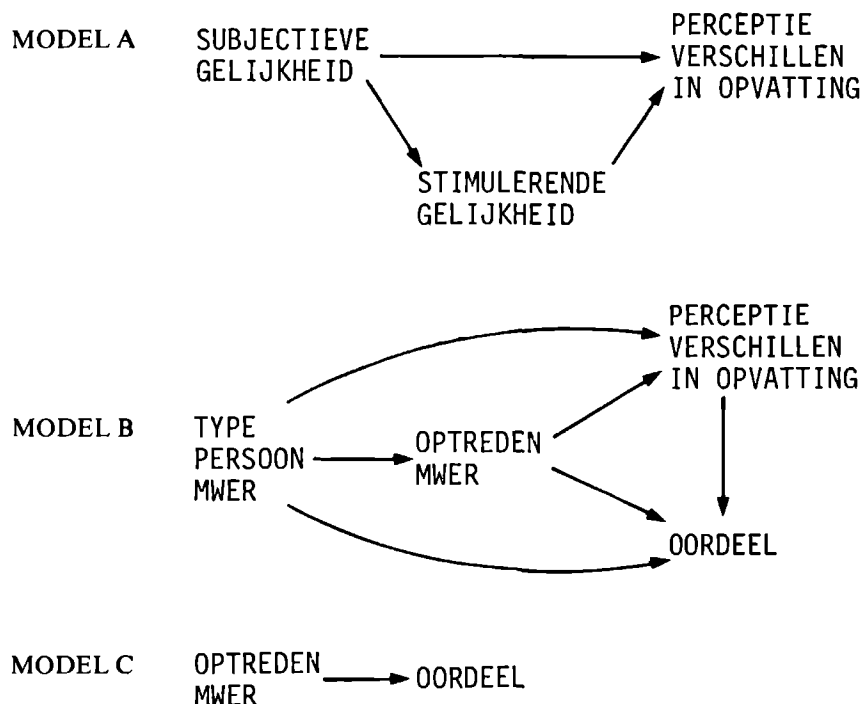 MODEL A
SUBJECTIEVE
GELIJKHEID
PERCEPTIE
VERSCHILLEN
IN OPVATTING
STIMULERENDE
GELIJKHEID
MODEL B
TYPE
PERSOON
MWER
OPTREDEN
MWER
PERCEPTIE
VERSCHILLEN
IN OPVATTING
OORDEEL
MODEL C
OPTREDEN
MWER
OORDEEL